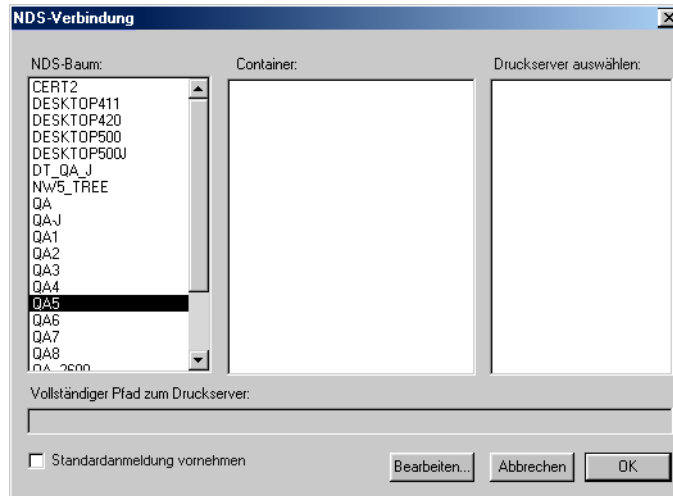 NDS-Verbindung
NDS-Baum:
Container:
Druckserver auswählen:
CERT2
DESKTOP411
DESKTOP420
DESKTOP500
DESKTOP500J
DT_QA_J
NW5_TREE
QA
QA-J
QA1
QA2
QA3
QA4
QA5
QA6
QA7
QA8
QA_2600
Vollständiger Pfad zum Druckserver:
Standardanmeldung vornehmen
Bearbeiten...
Abbrechen
OK